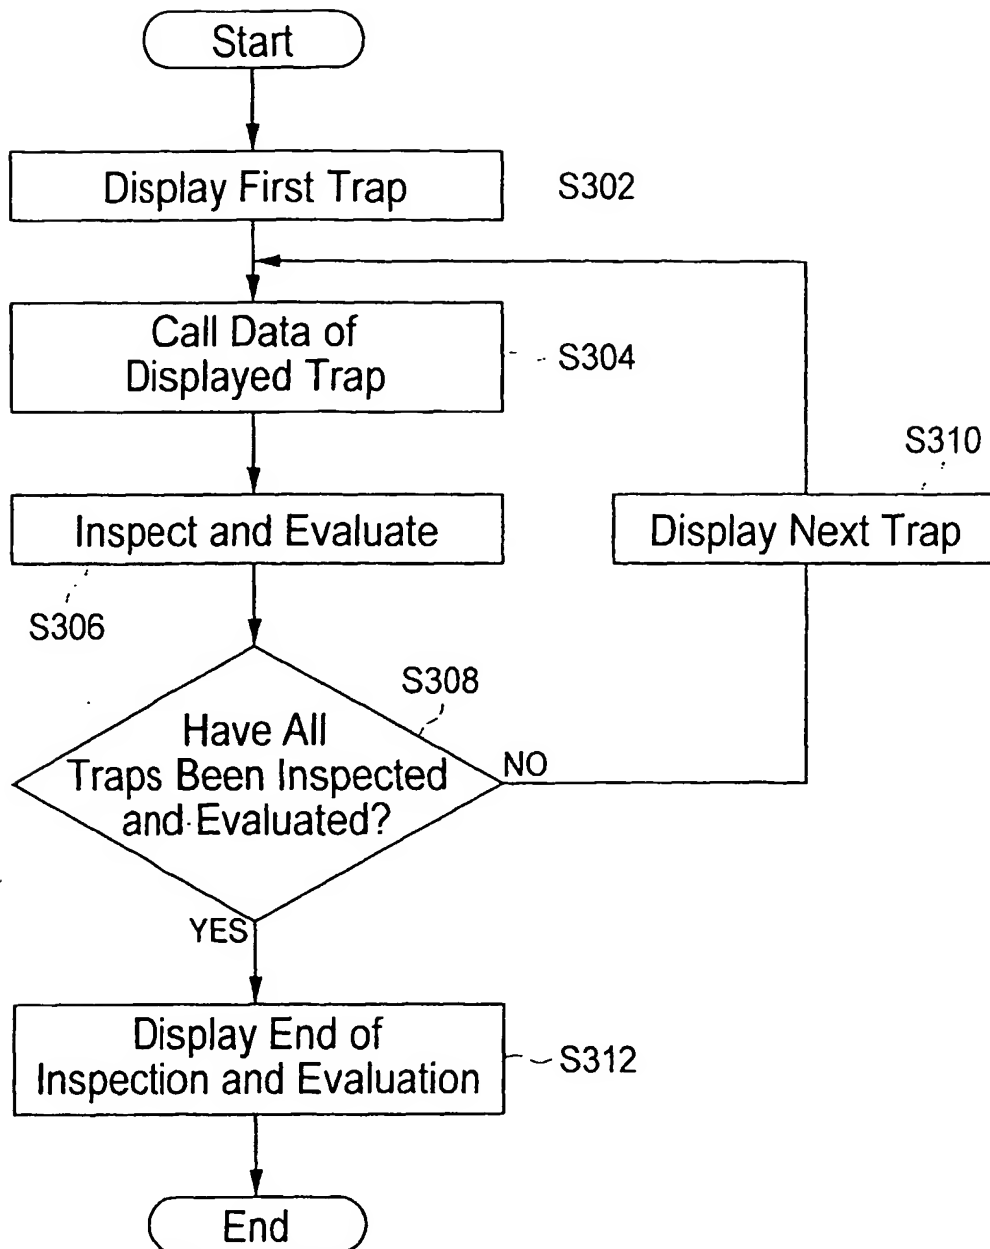 Start
Display First Trap
S302
Call Data of
Displayed Trap
S304
S310
Inspect and Evaluate
Display Next Trap
S306
S308
Have All
Traps Been Inspected
and Evaluated?
NO
YES
Display End of
Inspection and Evaluation
S312
End